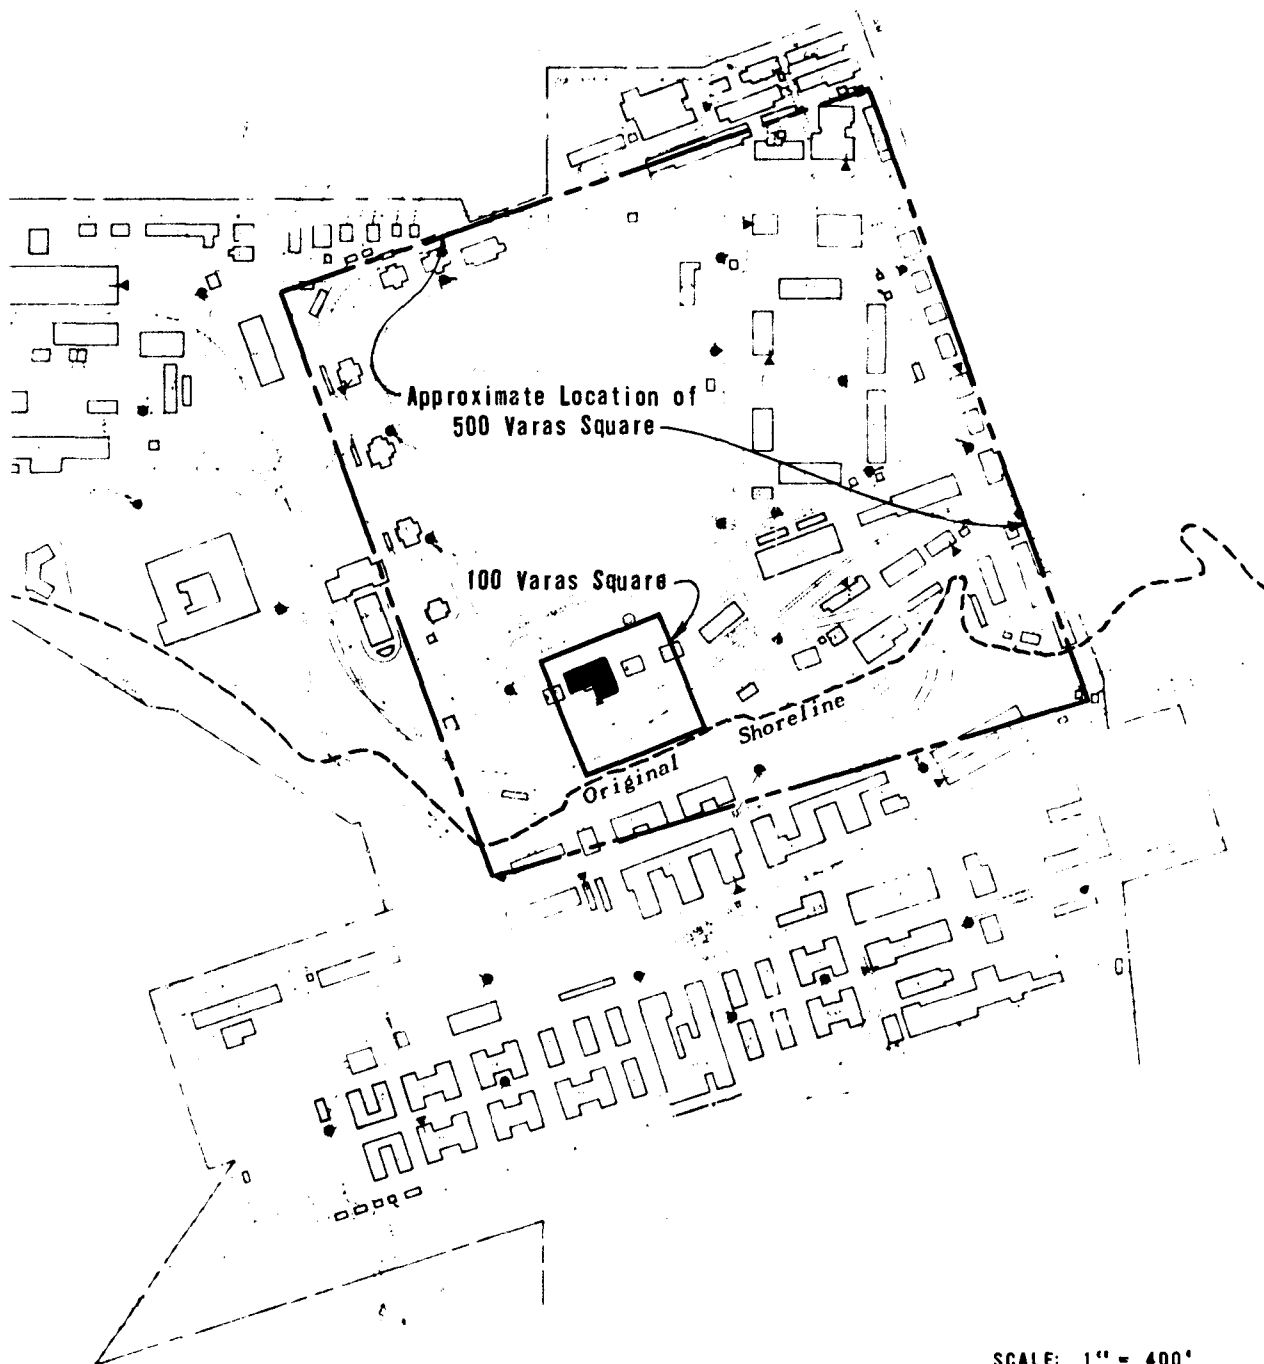 Approximate Location of
500 Varas Square
100 Varas Square
Original Shoreline
SCALE: 1" = 400'